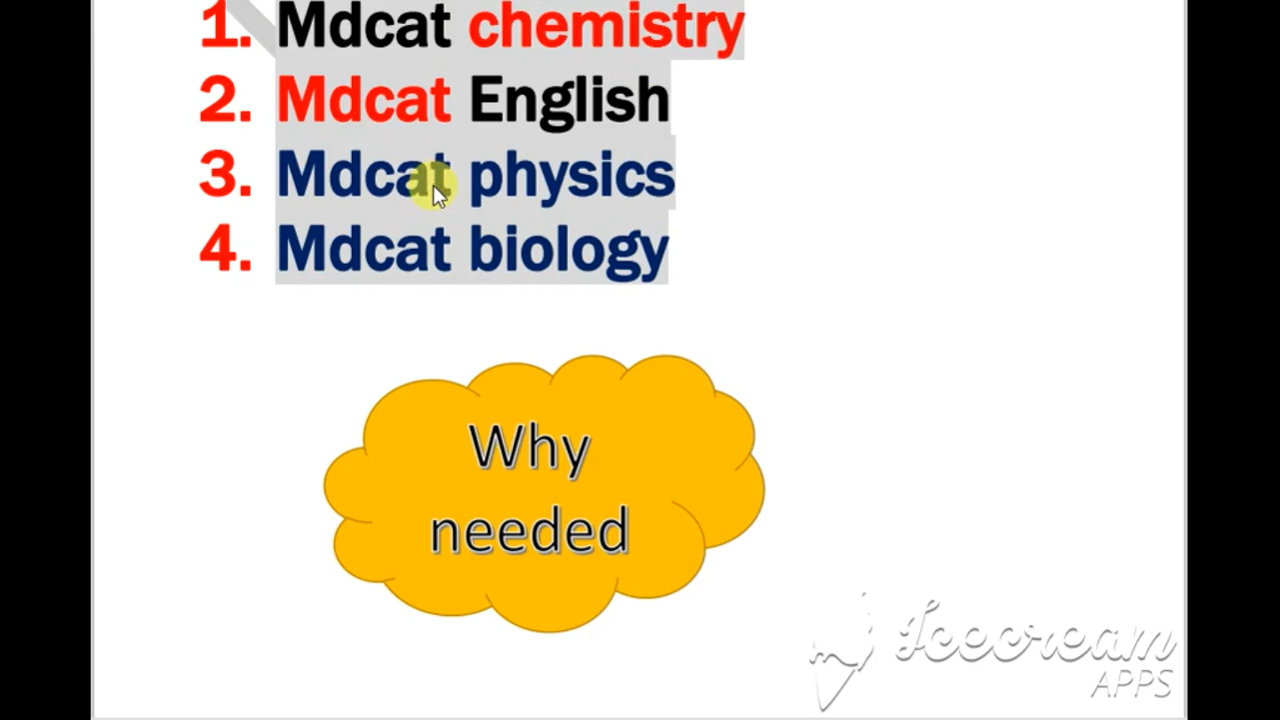 1. Mdcat chemistry
2. Mdcat English
3. Mdcat physics
4. Mdcat biology
Why
needed
Icecream
APPS